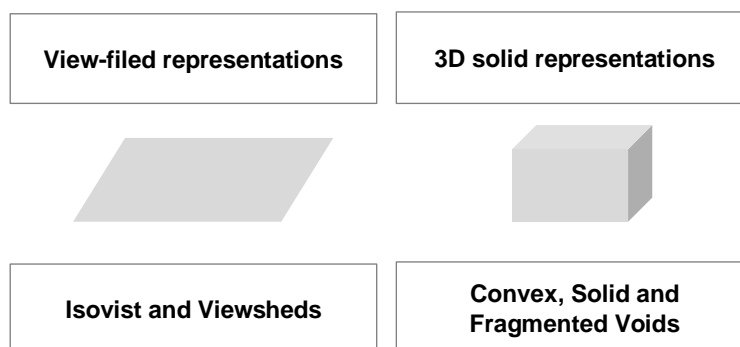 View-filed representations
3D solid representations
Isovist and Viewsheds
Convex, Solid and
Fragmented Voids